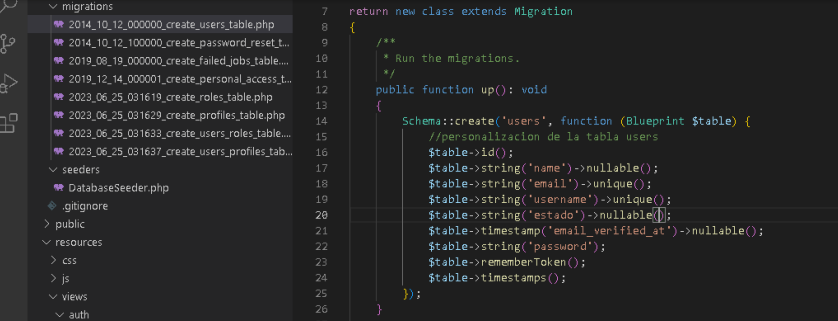 migrations
2014_10_12_000000_create_users_table.php
2014_10_12_100000_create_password_reset_t...
2019_08_19_000000_create_failed_jobs_table...
2019_12_14_000001_create_personal_access_t...
2023_06_25_031619_create_roles_table.php
2023_06_25_031629_create_profiles_table.php
2023_06_25_031633_create_users_roles_table....
2023_06_25_031637_create_users_profiles_tab...
seeders
DatabaseSeeder.php
.gitignore
public
resources
css
js
views
auth
7 return new class extends Migration
8 {
9 /**
10 * Run the migrations.
11 */
12 public function up(): void
13 {
14 Schema::create('users', function (Blueprint $table) {
15 //personalizacion de la tabla users
16 $table->id();
17 $table->string('name')->nullable();
18 $table->string('email')->unique();
19 $table->string('username')->unique();
20 $table->string('estado')->nullable();
21 $table->timestamp('email_verified_at')->nullable();
22 $table->string('password');
23 $table->rememberToken();
24 $table->timestamps();
25 });
26 }